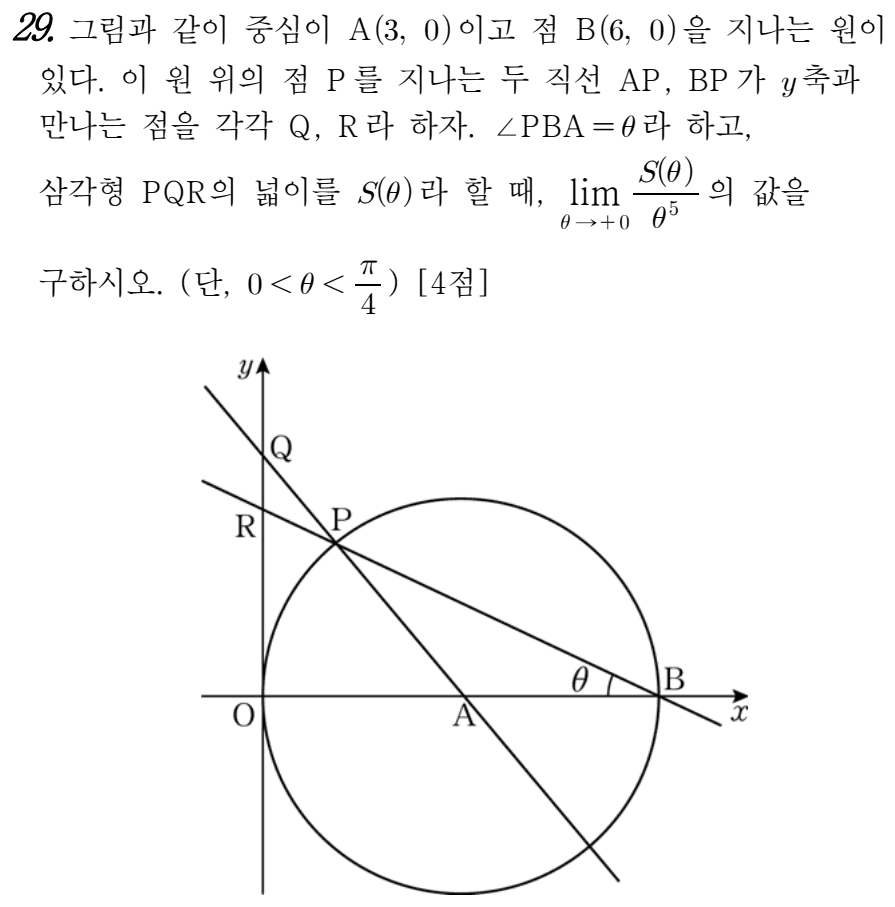 29. 그림과 같이 중심이 A(3, 0)이고 점 B(6, 0)을 지나는 원이
있다. 이 원 위의 점 P를 지나는 두 직선 AP, BP가 y축과
만나는 점을 각각 Q, R라 하자. ∠PBA=θ라 하고,
삼각형 PQR의 넓이를 S(θ)라 할 때, lim θ→+0 S(θ)/θ⁵ 의 값을
구하시오. (단, 0<θ<π/4) [4점]
y
Q
R
P
θ
B
O
A
x